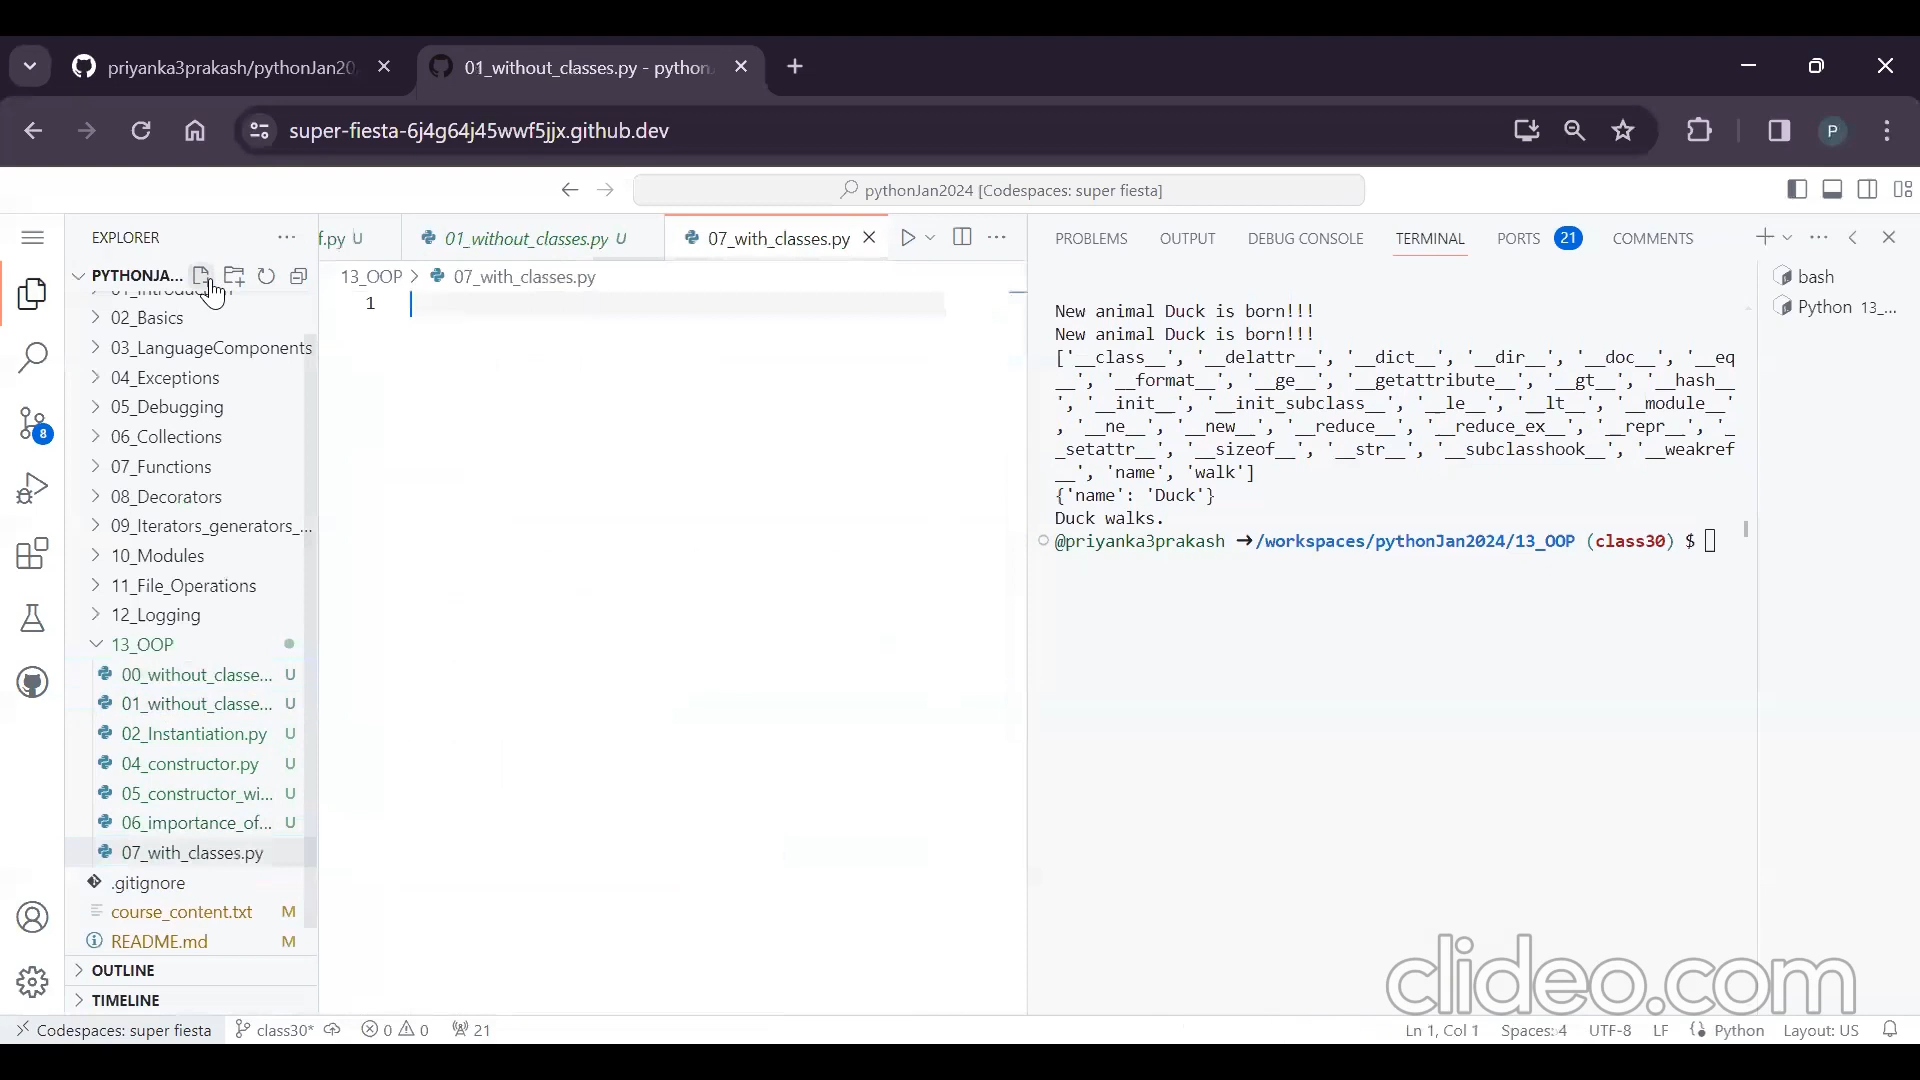 priyanka3prakash/pythonJan20
01_without_classes.py - python
super-fiesta-6j4g64j45wwf5jjx.github.dev
P
pythonJan2024 [Codespaces: super fiesta]
EXPLORER
PYTHONJA...
02_Basics
03_LanguageComponents
04_Exceptions
05_Debugging
06_Collections
07_Functions
08_Decorators
09_Iterators_generators_...
10_Modules
11_File_Operations
12_Logging
13_OOP
00_without_classe... U
01_without_classe... U
02_Instantiation.py U
04_constructor.py U
05_constructor_wi... U
06_importance_of... U
07_with_classes.py
.gitignore
course_content.txt M
README.md M
OUTLINE
TIMELINE
8
f.py U
01_without_classes.py U
07_with_classes.py
13_OOP > 07_with_classes.py
1
PROBLEMS OUTPUT DEBUG CONSOLE TERMINAL PORTS 21 COMMENTS
New animal Duck is born!!!
New animal Duck is born!!!
['__class__', '__delattr__', '__dict__', '__dir__', '__doc__', '__eq
__', '__format__', '__ge__', '__getattribute__', '__gt__', '__hash__
', '__init__', '__init_subclass__', '__le__', '__lt__', '__module__'
, '__ne__', '__new__', '__reduce__', '__reduce_ex__', '__repr__', '_
_setattr__', '__sizeof__', '__str__', '__subclasshook__', '__weakref
__', 'name', 'walk']
{'name': 'Duck'}
Duck walks.
@priyanka3prakash ➜/workspaces/pythonJan2024/13_OOP (class30) $
bash
Python 13_...
clideo.com
Codespaces: super fiesta
class30*
0 0
21
Ln 1, Col 1
Spaces: 4
UTF-8
LF
Python
Layout: US